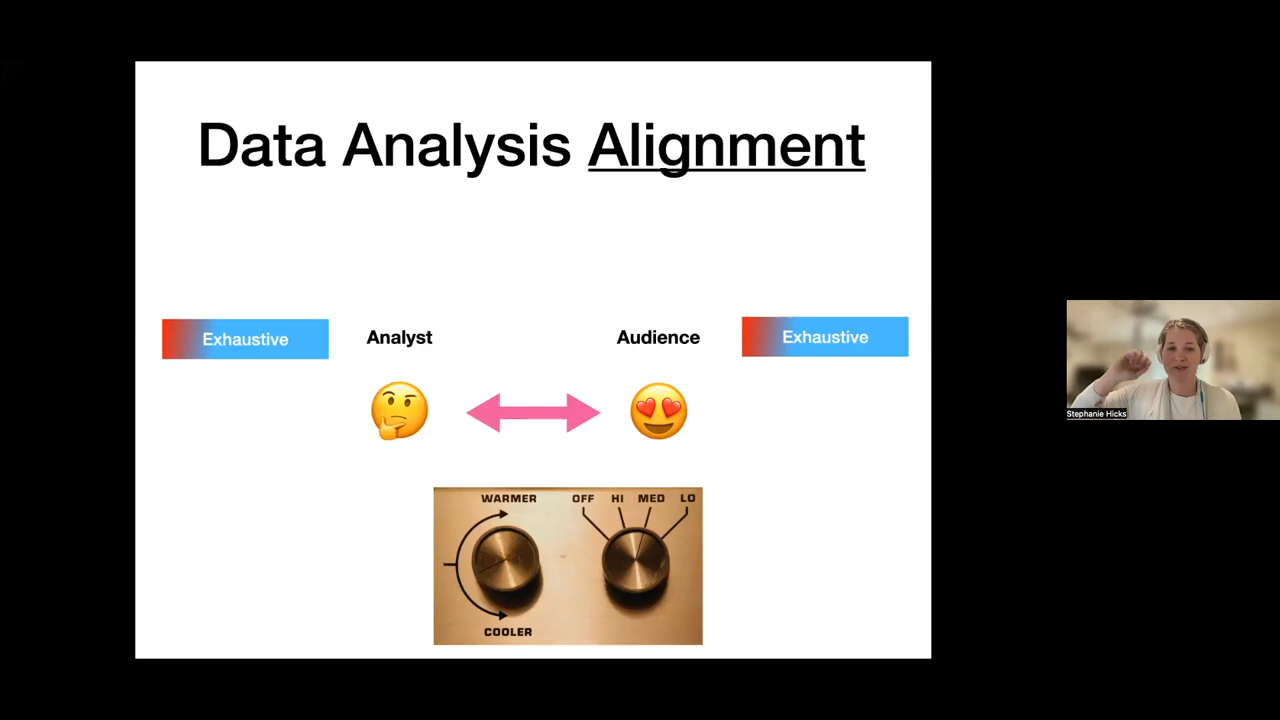 Data Analysis Alignment
Exhaustive
Analyst
Audience
Exhaustive
WARMER
OFF HI MED LO
COOLER
Stephanie Hicks